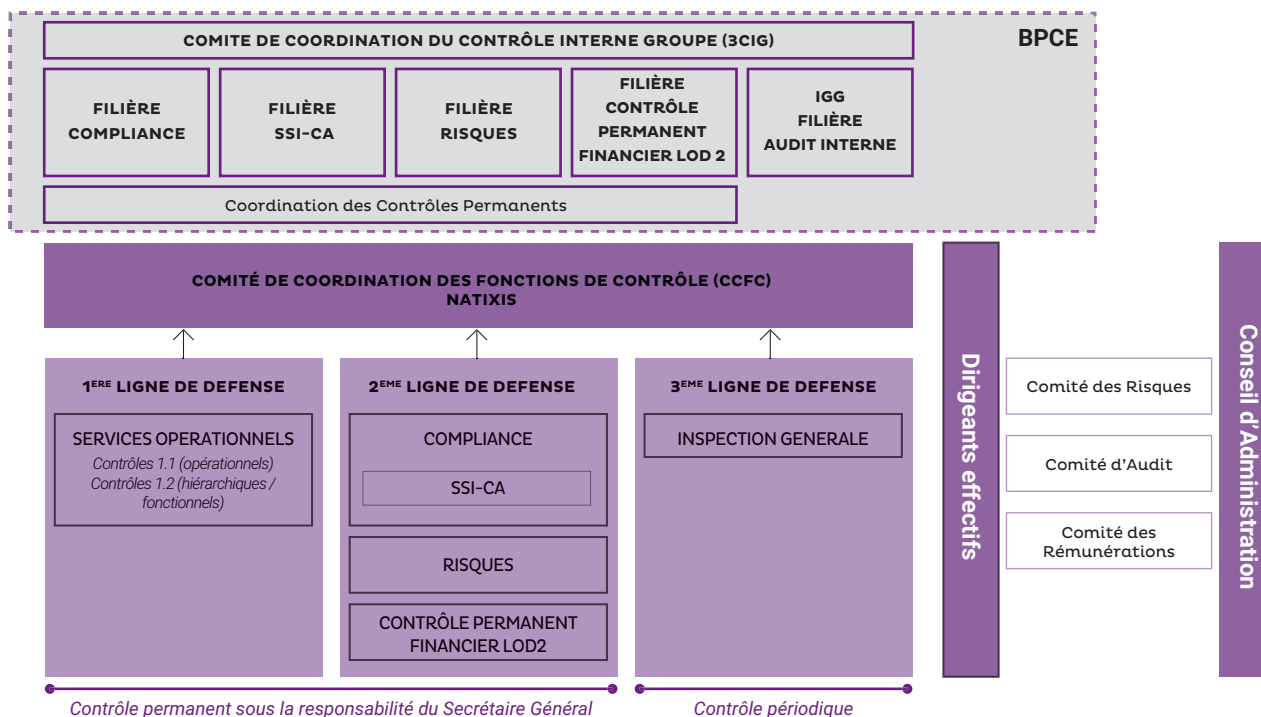 COMITE DE COORDINATION DU CONTRÔLE INTERNE GROUPE (3CIG)
BPCE
FILIÈRE
COMPLIANCE
FILIÈRE
SSI-CA
FILIÈRE
RISQUES
FILIÈRE
CONTRÔLE
PERMANENT
FINANCIER LOD 2
IGG
FILIÈRE
AUDIT INTERNE
Coordination des Contrôles Permanents
COMITÉ DE COORDINATION DES FONCTIONS DE CONTRÔLE (CCFC)
NATIXIS
1ERE LIGNE DE DEFENSE
SERVICES OPERATIONNELS
Contrôles 1.1 (opérationnels)
Contrôles 1.2 (hiérarchiques /
fonctionnels)
2EME LIGNE DE DEFENSE
COMPLIANCE
SSI-CA
RISQUES
CONTRÔLE PERMANENT
FINANCIER LOD2
3EME LIGNE DE DEFENSE
INSPECTION GENERALE
Dirigeants effectifs
Comité des Risques
Comité d'Audit
Comité des
Rémunérations
Conseil d'Administration
Contrôle permanent sous la responsabilité du Secrétaire Général
Contrôle périodique